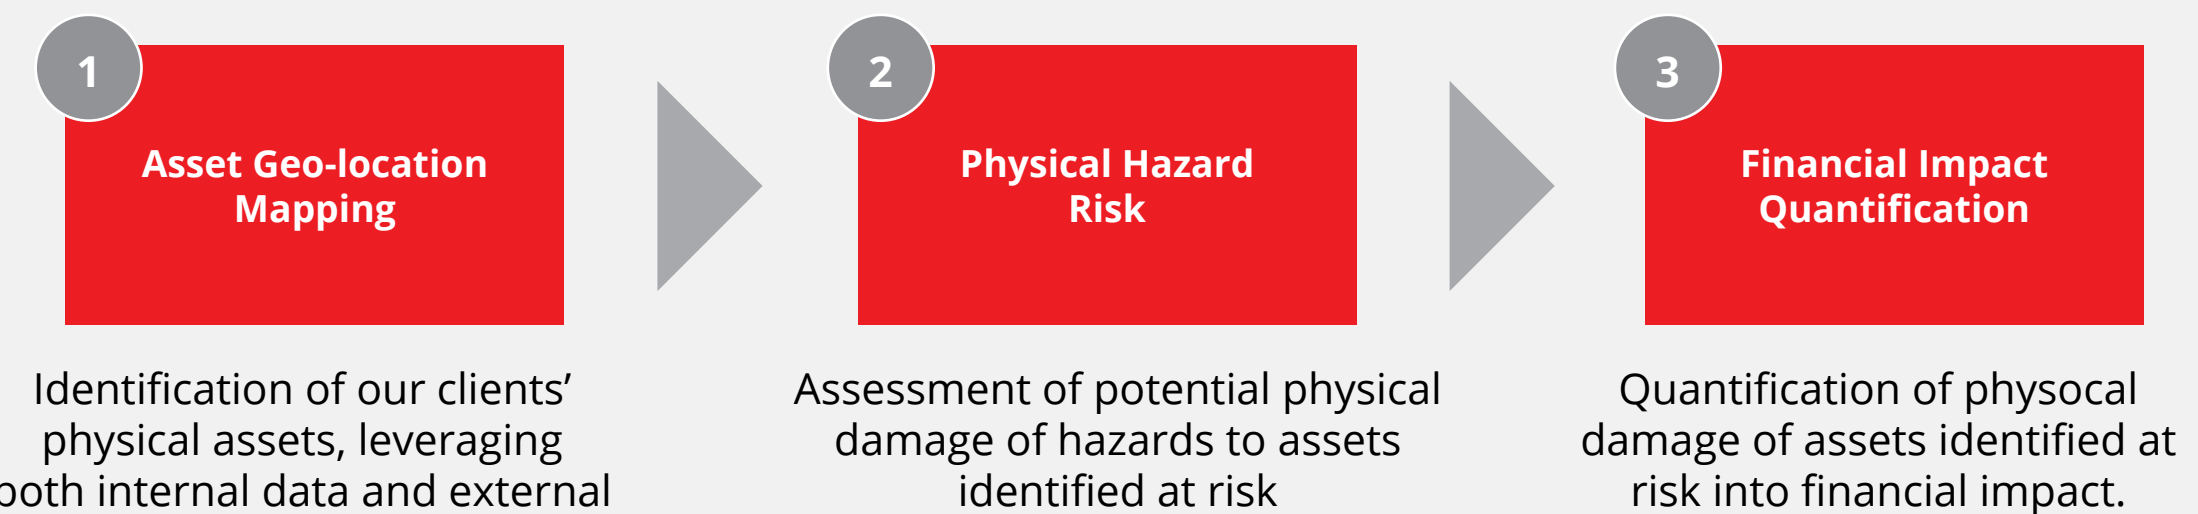 1
Asset Geo-location
Mapping
Identification of our clients’
physical assets, leveraging
both internal data and external
2
Physical Hazard
Risk
Assessment of potential physical
damage of hazards to assets
identified at risk
3
Financial Impact
Quantification
Quantification of physocal
damage of assets identified at
risk into financial impact.